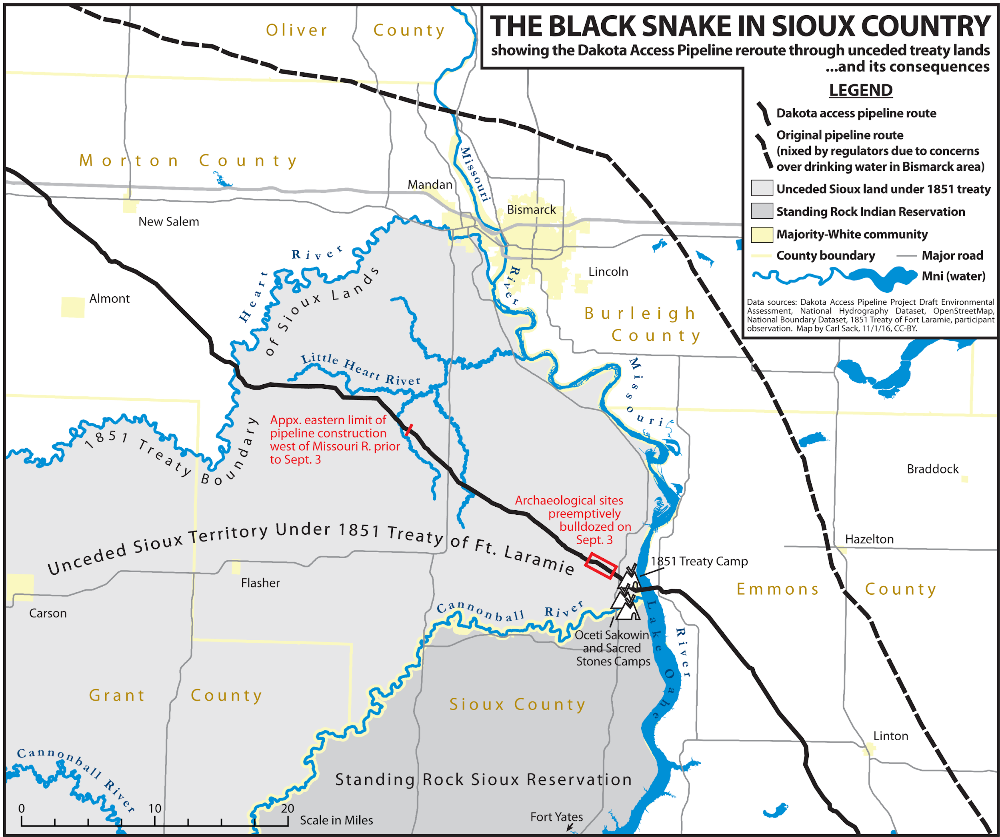 THE BLACK SNAKE IN SIOUX COUNTRY
showing the Dakota Access Pipeline reroute through unceded treaty lands
...and its consequences
LEGEND
Dakota access pipeline route
Original pipeline route
(nixed by regulators due to concerns
over drinking water in Bismarck area)
Unceded Sioux land under 1851 treaty
Standing Rock Indian Reservation
Majority-White community
County boundary
Major road
Mni (water)
Data sources: Dakota Access Pipeline Project Draft Environmental
Assessment, National Hydrography Dataset, OpenStreetMap,
National Boundary Dataset, 1851 Treaty of Fort Laramie, participant
observation. Map by Carl Sack, 11/1/16, CC-BY.
Oliver County
Morton County
Missouri
Mandan
Bismarck
New Salem
Heart River
River
Lincoln
Almont
of Sioux Lands
Burleigh
County
Little Heart River
Missouri
1851 Treaty Boundary
Appx. eastern limit of
pipeline construction
west of Missouri R. prior
to Sept. 3
Braddock
Archaeological sites
preemptively
bulldozed on
Sept. 3
Unceded Sioux Territory Under 1851 Treaty of Ft. Laramie
Hazelton
1851 Treaty Camp
Flasher
Emmons County
Carson
Cannonball River
Lake Oahe
River
Oceti Sakowin
and Sacred
Stones Camps
Grant County
Sioux County
Linton
Cannonball River
Standing Rock Sioux Reservation
Fort Yates
0 10 20
Scale in Miles